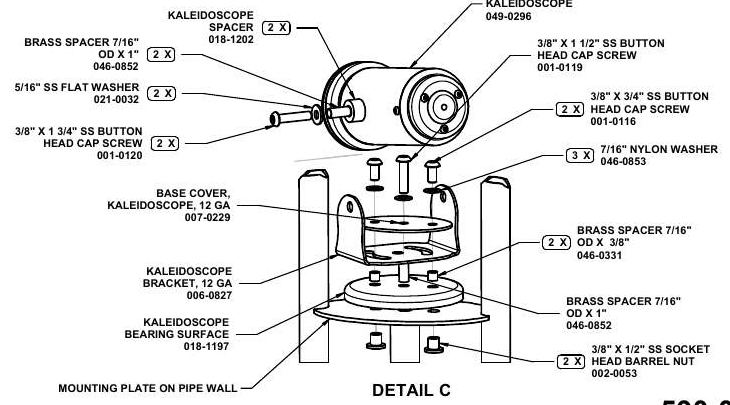 KALEIDOSCOPE
049-0296
KALEIDOSCOPE
SPACER
018-1202
2 X
BRASS SPACER 7/16"
OD X 1"
046-0852
2 X
5/16" SS FLAT WASHER
021-0032
2 X
3/8" X 1 3/4" SS BUTTON
HEAD CAP SCREW
001-0120
2 X
3/8" X 1 1/2" SS BUTTON
HEAD CAP SCREW
001-0119
2 X
3/8" X 3/4" SS BUTTON
HEAD CAP SCREW
001-0116
3 X
7/16" NYLON WASHER
046-0853
BASE COVER,
KALEIDOSCOPE, 12 GA
007-0229
2 X
BRASS SPACER 7/16"
OD X 3/8"
046-0331
KALEIDOSCOPE
BRACKET, 12 GA
006-0827
BRASS SPACER 7/16"
OD X 1"
046-0852
KALEIDOSCOPE
BEARING SURFACE
018-1197
2 X
3/8" X 1/2" SS SOCKET
HEAD BARREL NUT
002-0053
MOUNTING PLATE ON PIPE WALL
DETAIL C